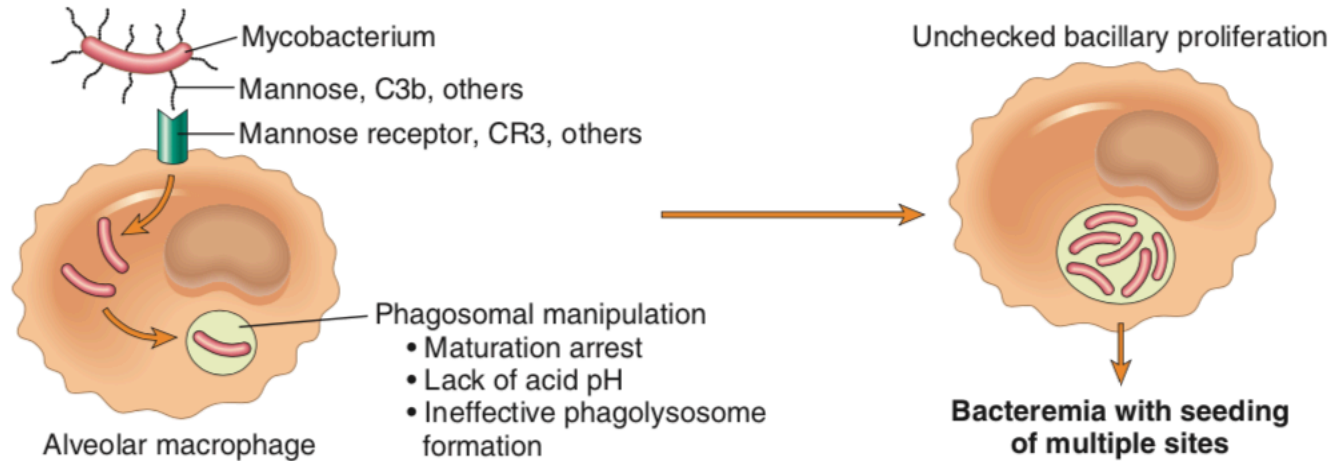 Mycobacterium
Mannose, C3b, others
Mannose receptor, CR3, others
Phagosomal manipulation
• Maturation arrest
• Lack of acid pH
• Ineffective phagolysosome
formation
Alveolar macrophage
Unchecked bacillary proliferation
Bacteremia with seeding
of multiple sites